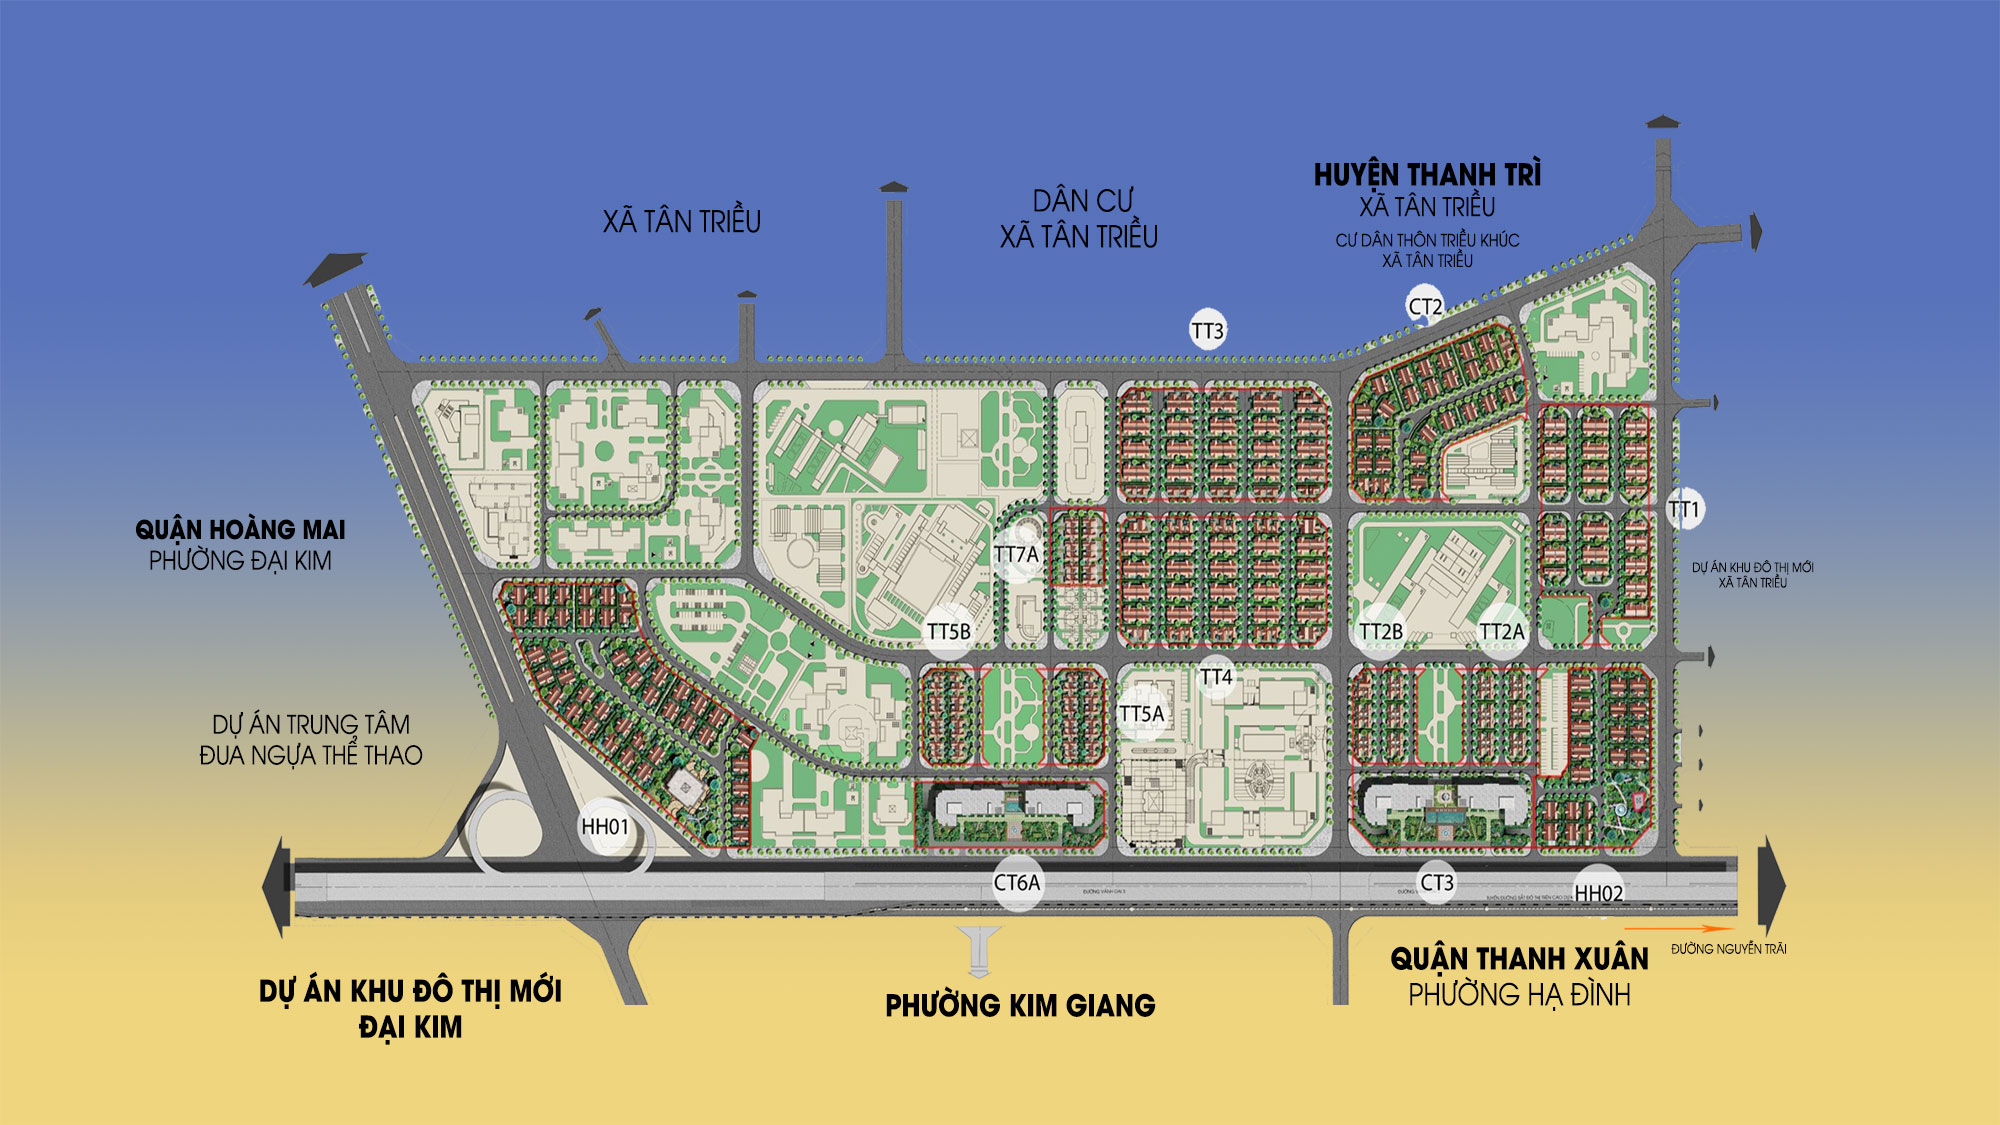 HUYỆN THANH TRÌ
XÃ TÂN TRIỀU
CƯ DÂN THÔN TRIỀU KHÚC
XÃ TÂN TRIỀU
DÂN CƯ
XÃ TÂN TRIỀU
XÃ TÂN TRIỀU
CT2
TT3
TT1
QUẬN HOÀNG MAI
PHƯỜNG ĐẠI KIM
TT7A
DỰ ÁN KHU ĐÔ THỊ MỚI
XÃ TÂN TRIỀU
TT5B
TT2B
TT2A
TT4
TT5A
DỰ ÁN TRUNG TÂM
ĐUA NGỰA THỂ THAO
HH01
CT6A
CT3
HH02
ĐƯỜNG VÀNH ĐAI 3
ĐƯỜNG NGUYỄN TRÃI
QUẬN THANH XUÂN
PHƯỜNG HẠ ĐÌNH
DỰ ÁN KHU ĐÔ THỊ MỚI
ĐẠI KIM
PHƯỜNG KIM GIANG